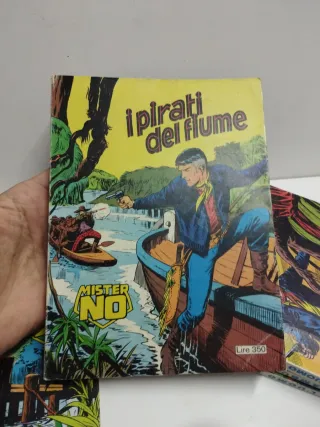 i pirati
del fiume
MISTER
NO
Lire 350